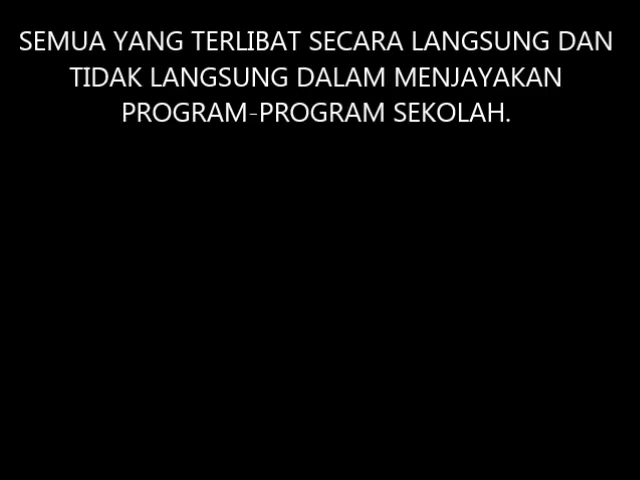 SEMUA YANG TERLIBAT SECARA LANGSUNG DAN
TIDAK LANGSUNG DALAM MENJAYAKAN
PROGRAM-PROGRAM SEKOLAH.